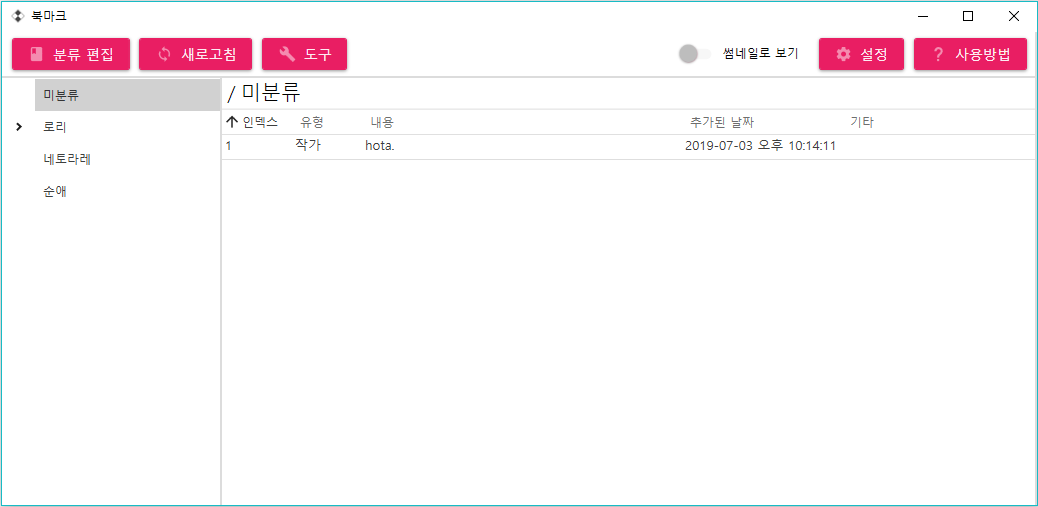 북마크
분류 편집 새로고침 도구 썸네일로 보기 설정 ? 사용방법
미분류
로리
네토라레
순애
/ 미분류
인덱스 유형 내용 추가된 날짜 기타
1 작가 hota. 2019-07-03 오후 10:14:11